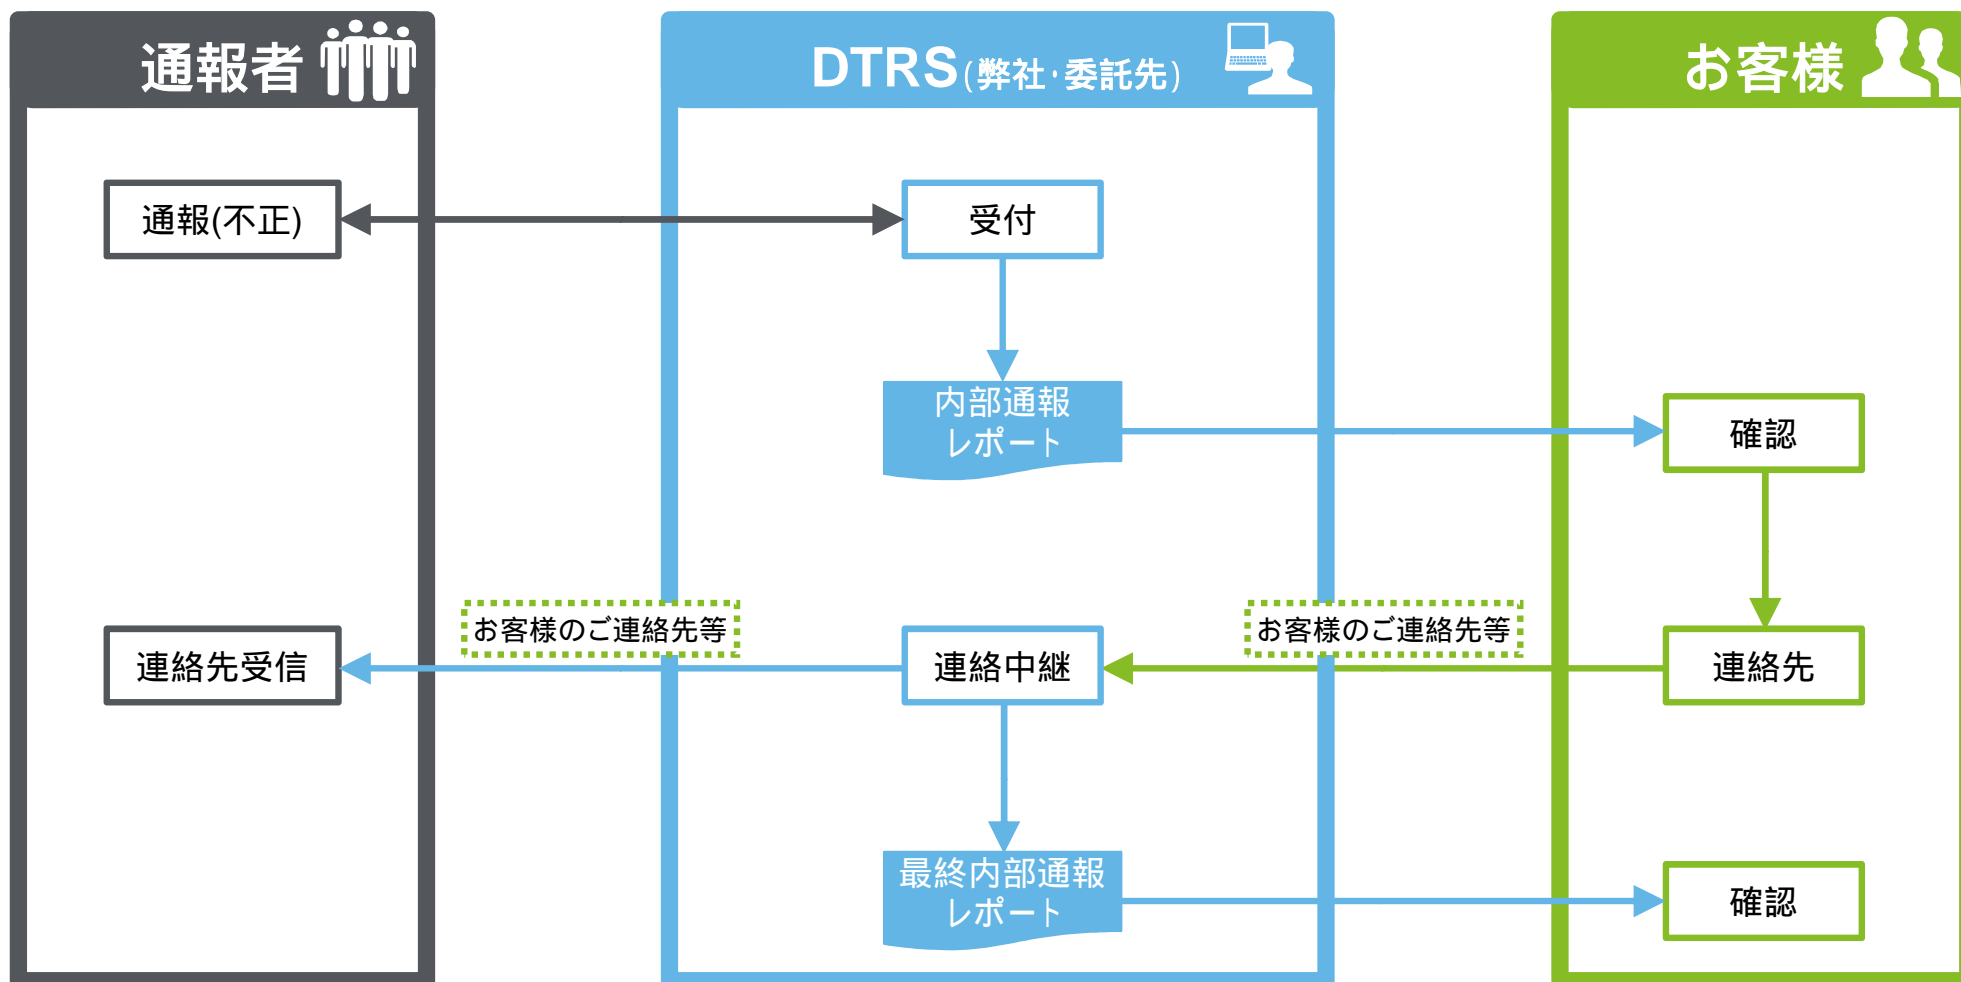 通報者
DTRS(弊社・委託先)
お客様
通報(不正)
受付
内部通報
レポート
確認
お客様のご連絡先等
お客様のご連絡先等
連絡先受信
連絡中継
連絡先
最終内部通報
レポート
確認